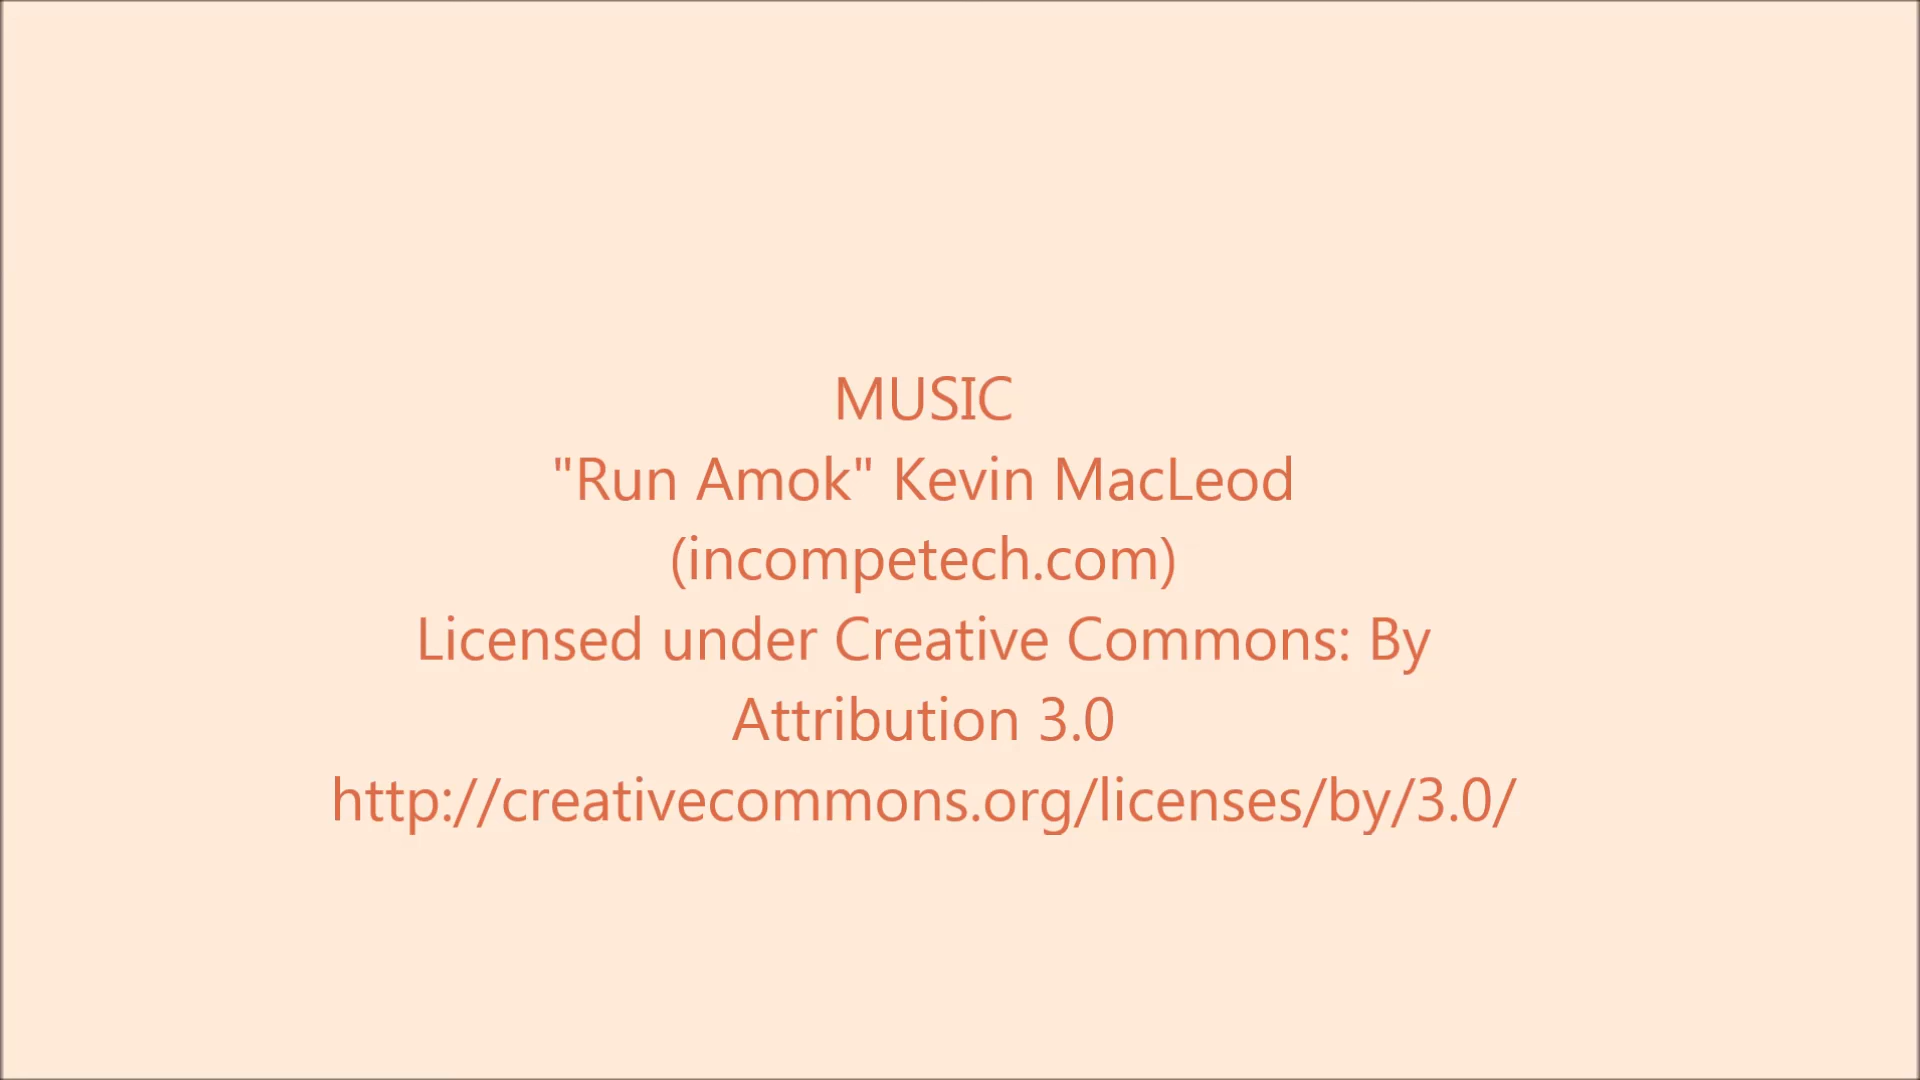 MUSIC
"Run Amok" Kevin MacLeod
(incompetech.com)
Licensed under Creative Commons: By
Attribution 3.0
http://creativecommons.org/licenses/by/3.0/